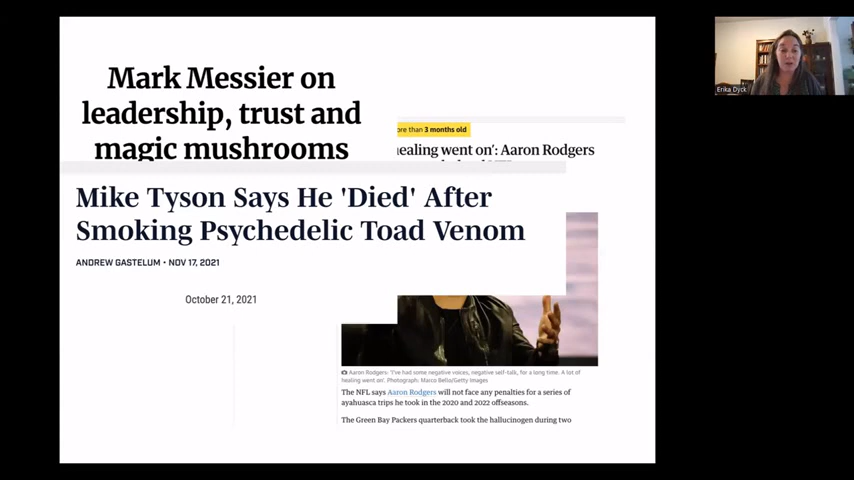 Mark Messier on
leadership, trust and
magic mushrooms
ore than 3 months old
ealing went on': Aaron Rodgers
Mike Tyson Says He 'Died' After
Smoking Psychedelic Toad Venom
ANDREW GASTELUM • NOV 17, 2021
October 21, 2021
Aaron Rodgers: 'I've had some negative voices, negative self-talk, for a long time. A lot of
healing went on'. Photograph: Marco Bello/Getty Images
The NFL says Aaron Rodgers will not face any penalties for a series of
ayahuasca trips he took in the 2020 and 2022 offseasons.
The Green Bay Packers quarterback took the hallucinogen during two
Erika Dyck